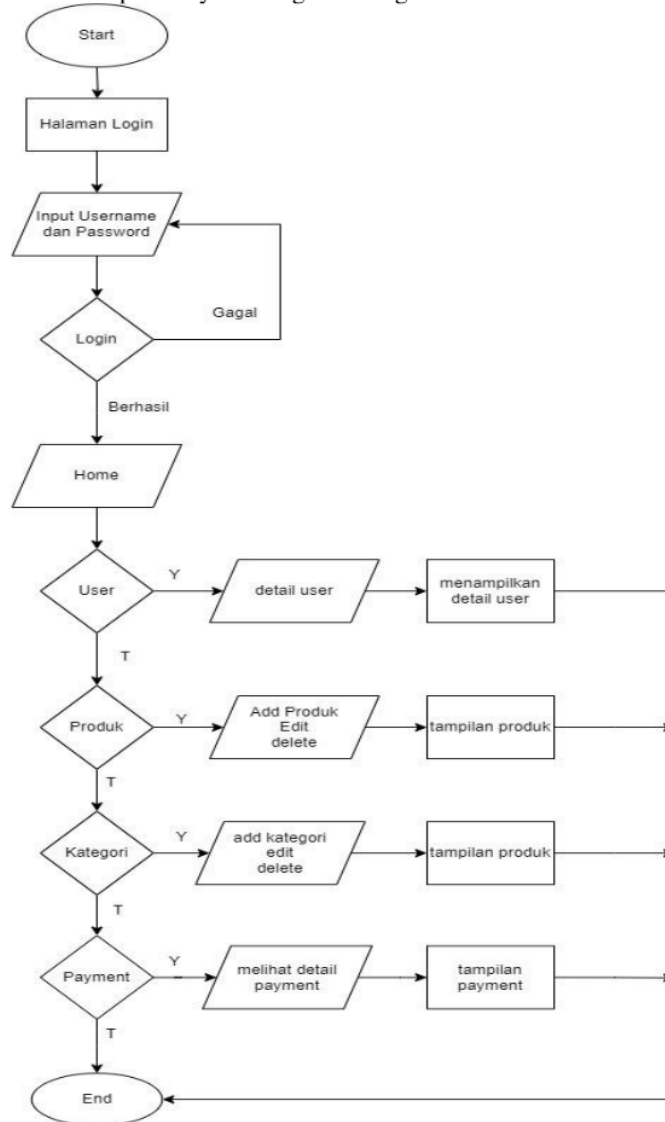 Start
Halaman Login
Input Username
dan Password
Gagal
Login
Berhasil
Home
User
Y
detail user
menampilkan
detail user
T
Produk
Y
Add Produk
Edit
delete
tampilan produk
T
Kategori
Y
add kategori
edit
delete
tampilan produk
T
Payment
Y
melihat detail
payment
tampilan
payment
T
End